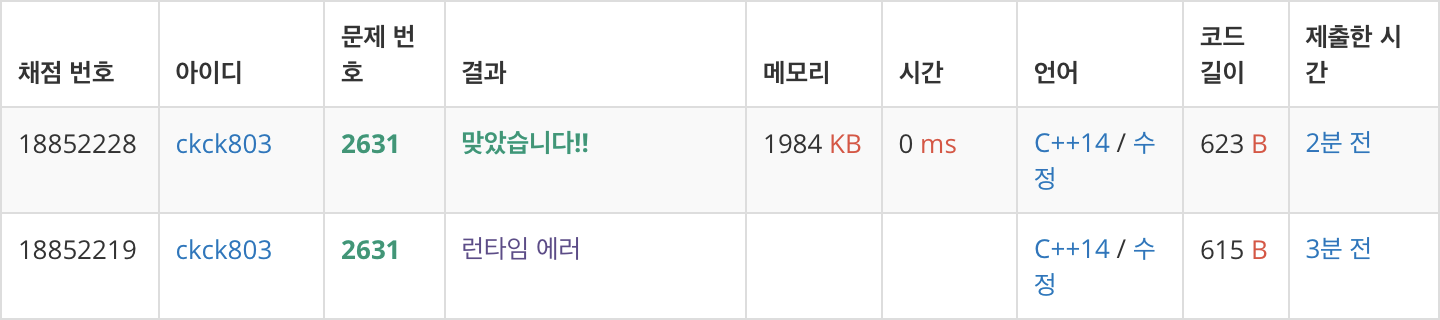 채점 번호 아이디 문제 번호 결과 메모리 시간 언어 코드 길이 제출한 시간
18852228 ckck803 2631 맞았습니다!! 1984 KB 0 ms C++14 / 수정 623 B 2분 전
18852219 ckck803 2631 런타임 에러 C++14 / 수정 615 B 3분 전